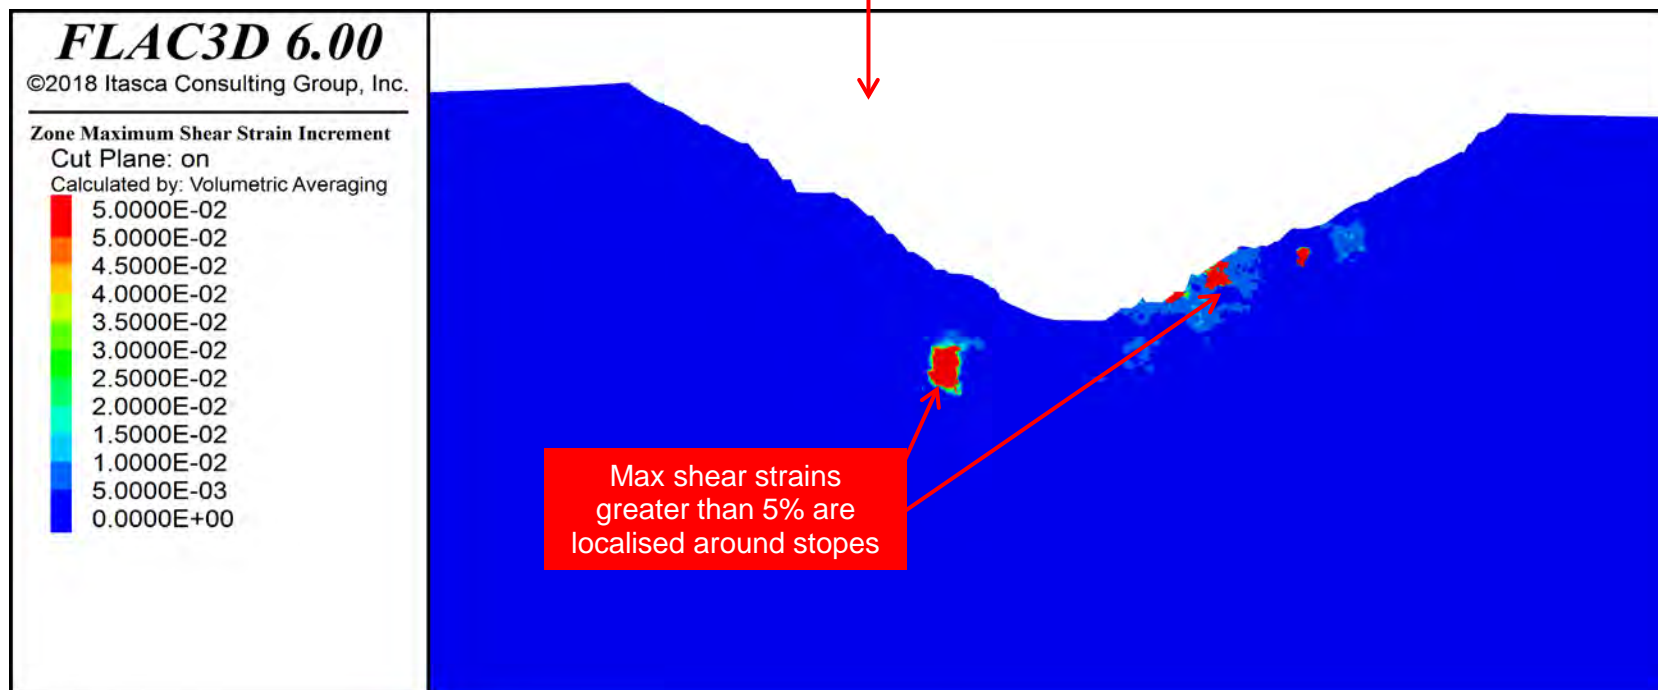 FLAC3D 6.00
©2018 Itasca Consulting Group, Inc.
Zone Maximum Shear Strain Increment
Cut Plane: on
Calculated by: Volumetric Averaging
5.0000E-02
5.0000E-02
4.5000E-02
4.0000E-02
3.5000E-02
3.0000E-02
2.5000E-02
2.0000E-02
1.5000E-02
1.0000E-02
5.0000E-03
0.0000E+00
Max shear strains
greater than 5% are
localised around stopes